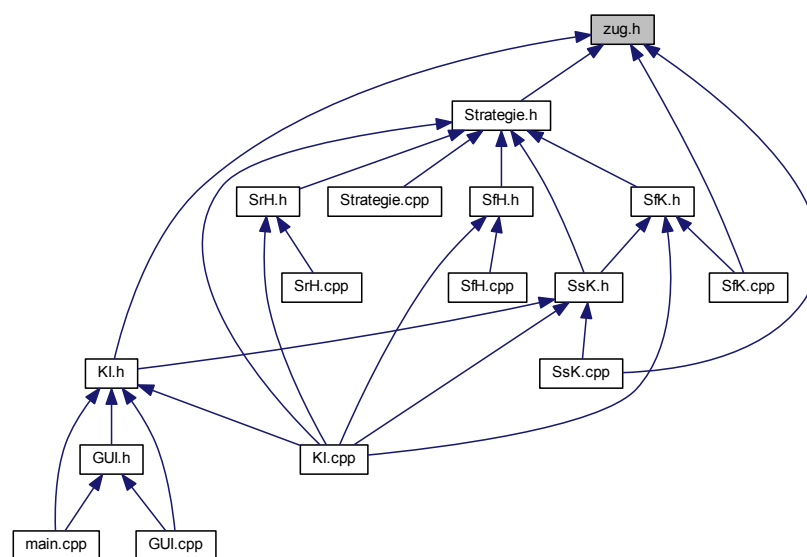 zug.h
Strategie.h
SrH.h
Strategie.cpp
SfH.h
SfK.h
SrH.cpp
SfH.cpp
SsK.h
SfK.cpp
KI.h
SsK.cpp
GUI.h
KI.cpp
main.cpp
GUI.cpp